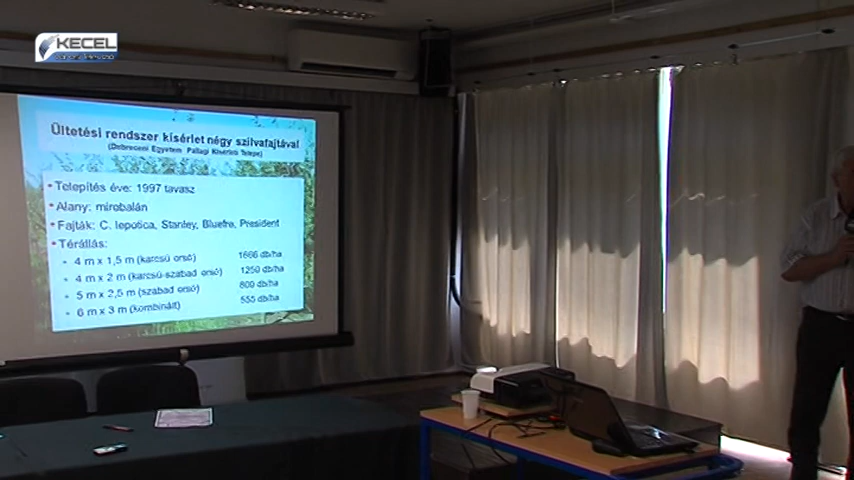 KECEL
Ültetési rendszer kísérlet négy szilvafajtával
(Debreceni Egyetem Pallagi Kísérleti Telepe)
• Telepítés éve: 1997 tavasz
• Alany: mirobalán
• Fajták: C. lepotica, Stanley, Bluefre, President
• Térállás:
• 4 m x 1,5 m (karcsú orsó) 1666 db/ha
• 4 m x 2 m (karcsú-szabad orsó) 1250 db/ha
• 5 m x 2,5 m (szabad orsó) 800 db/ha
• 6 m x 3 m (kombinált) 555 db/ha